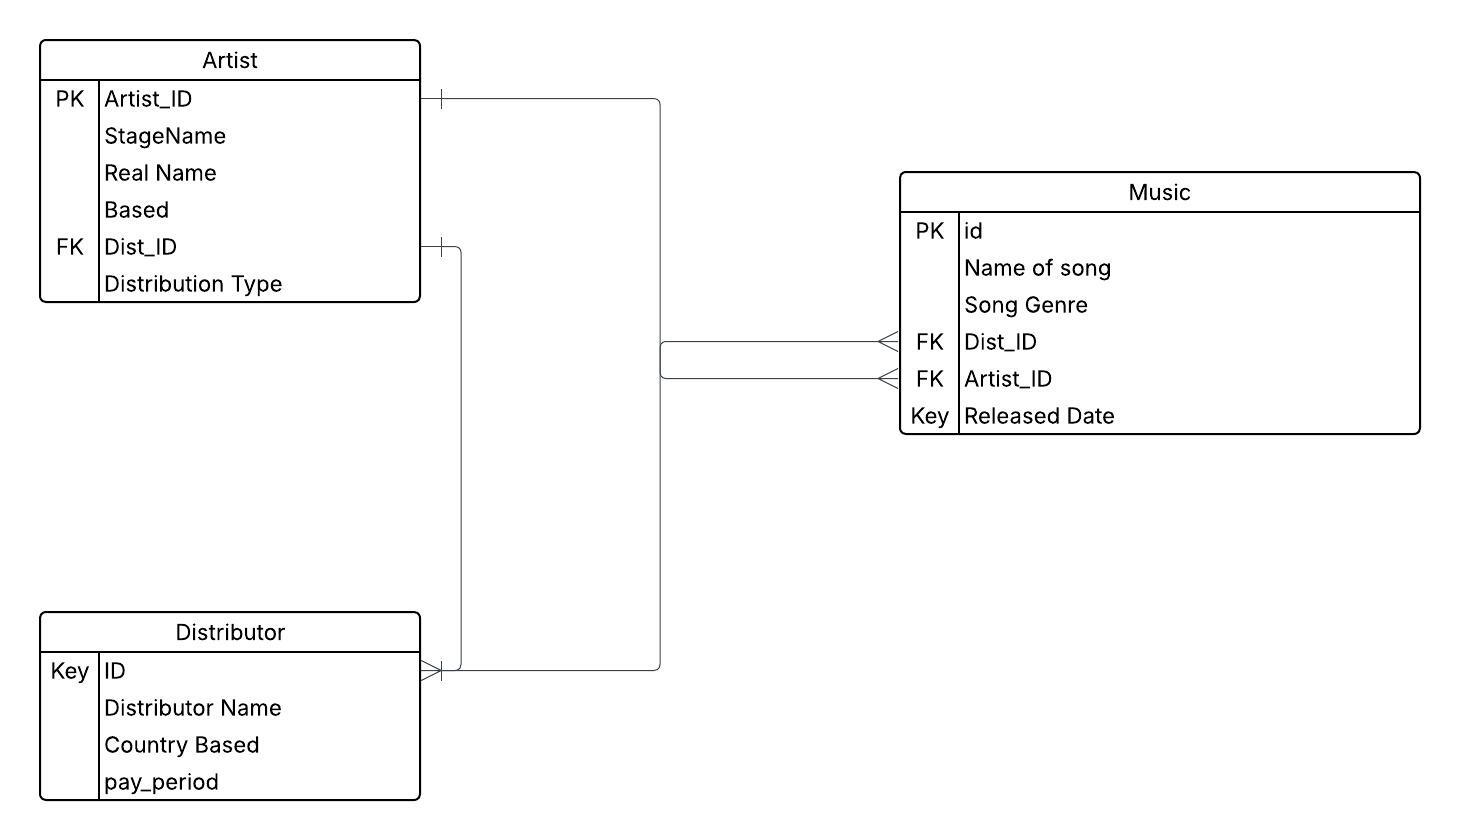 Artist
PK Artist_ID
StageName
Real Name
Based
FK Dist_ID
Distribution Type
Music
PK id
Name of song
Song Genre
FK Dist_ID
FK Artist_ID
Key Released Date
Distributor
Key ID
Distributor Name
Country Based
pay_period